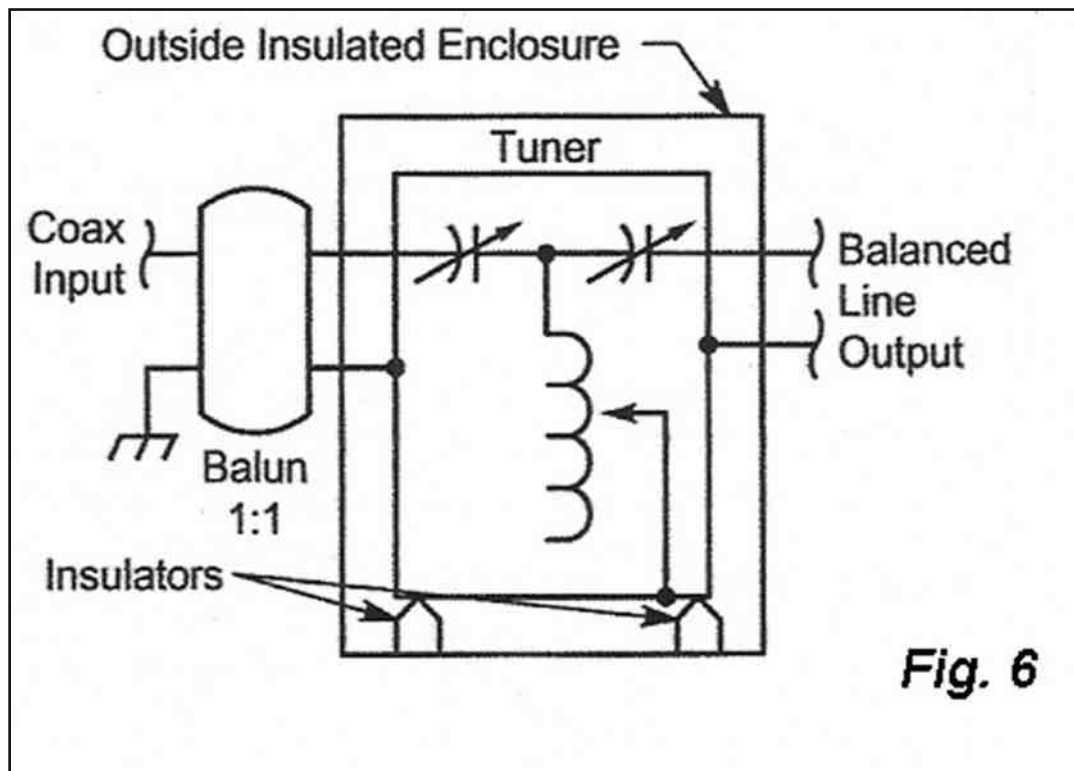 Outside Insulated Enclosure
Tuner
Coax
Input
Balanced
Line
Output
Balun
1:1
Insulators
Fig. 6